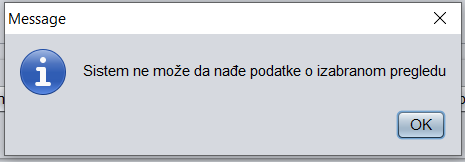 Message
Sistem ne može da nađe podatke o izabranom pregledu
OK